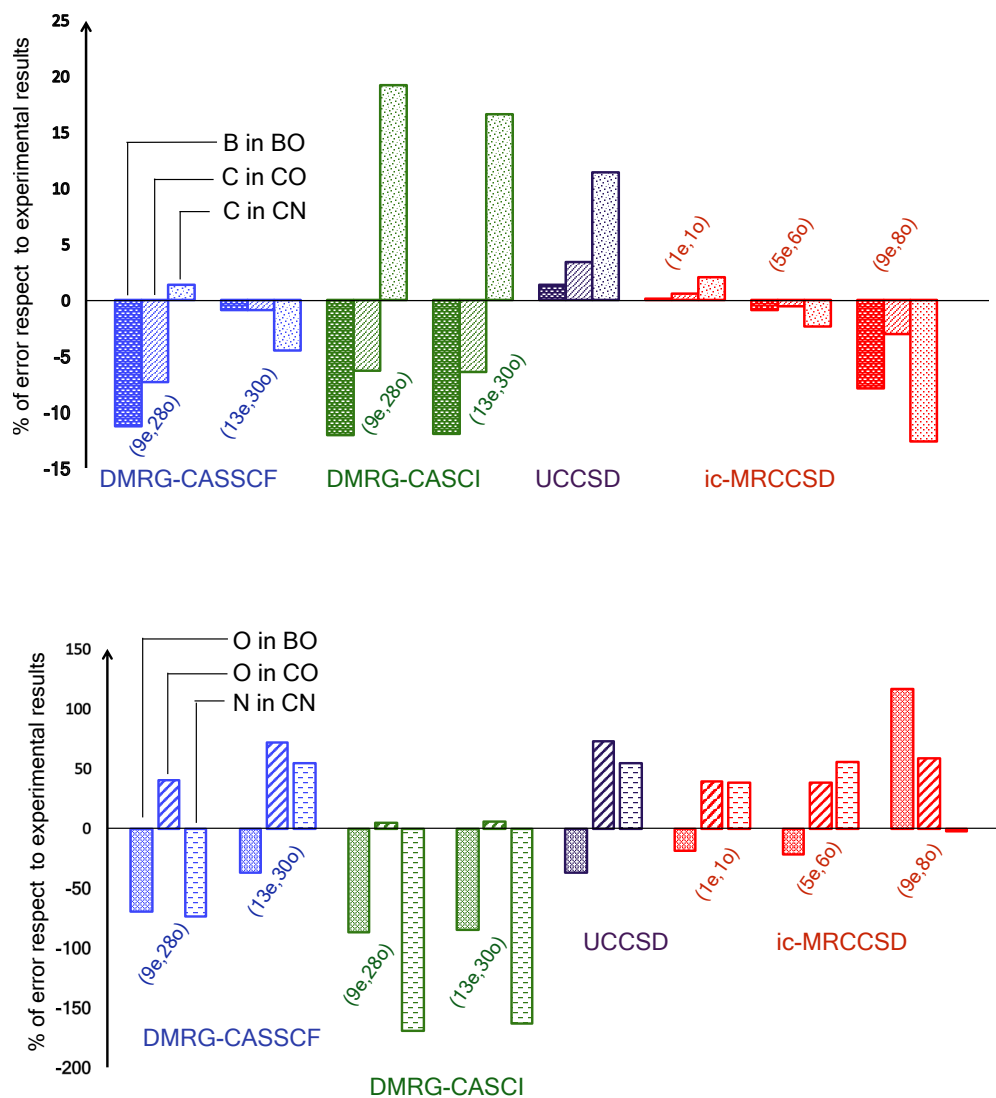 % of error respect to experimental results
25
20
15
10
5
0
-5
-10
-15
B in BO
C in CO
C in CN
(9e,28o)
(13e,30o)
(9e,28o)
(13e,30o)
(1e,1o)
(5e,6o)
(9e,8o)
DMRG-CASSCF
DMRG-CASCI
UCCSD
ic-MRCCSD
% of error respect to experimental results
150
100
50
0
-50
-100
-150
-200
O in BO
O in CO
N in CN
(9e,28o)
(13e,30o)
(9e,28o)
(13e,30o)
(1e,1o)
(5e,6o)
(9e,8o)
UCCSD
ic-MRCCSD
DMRG-CASSCF
DMRG-CASCI